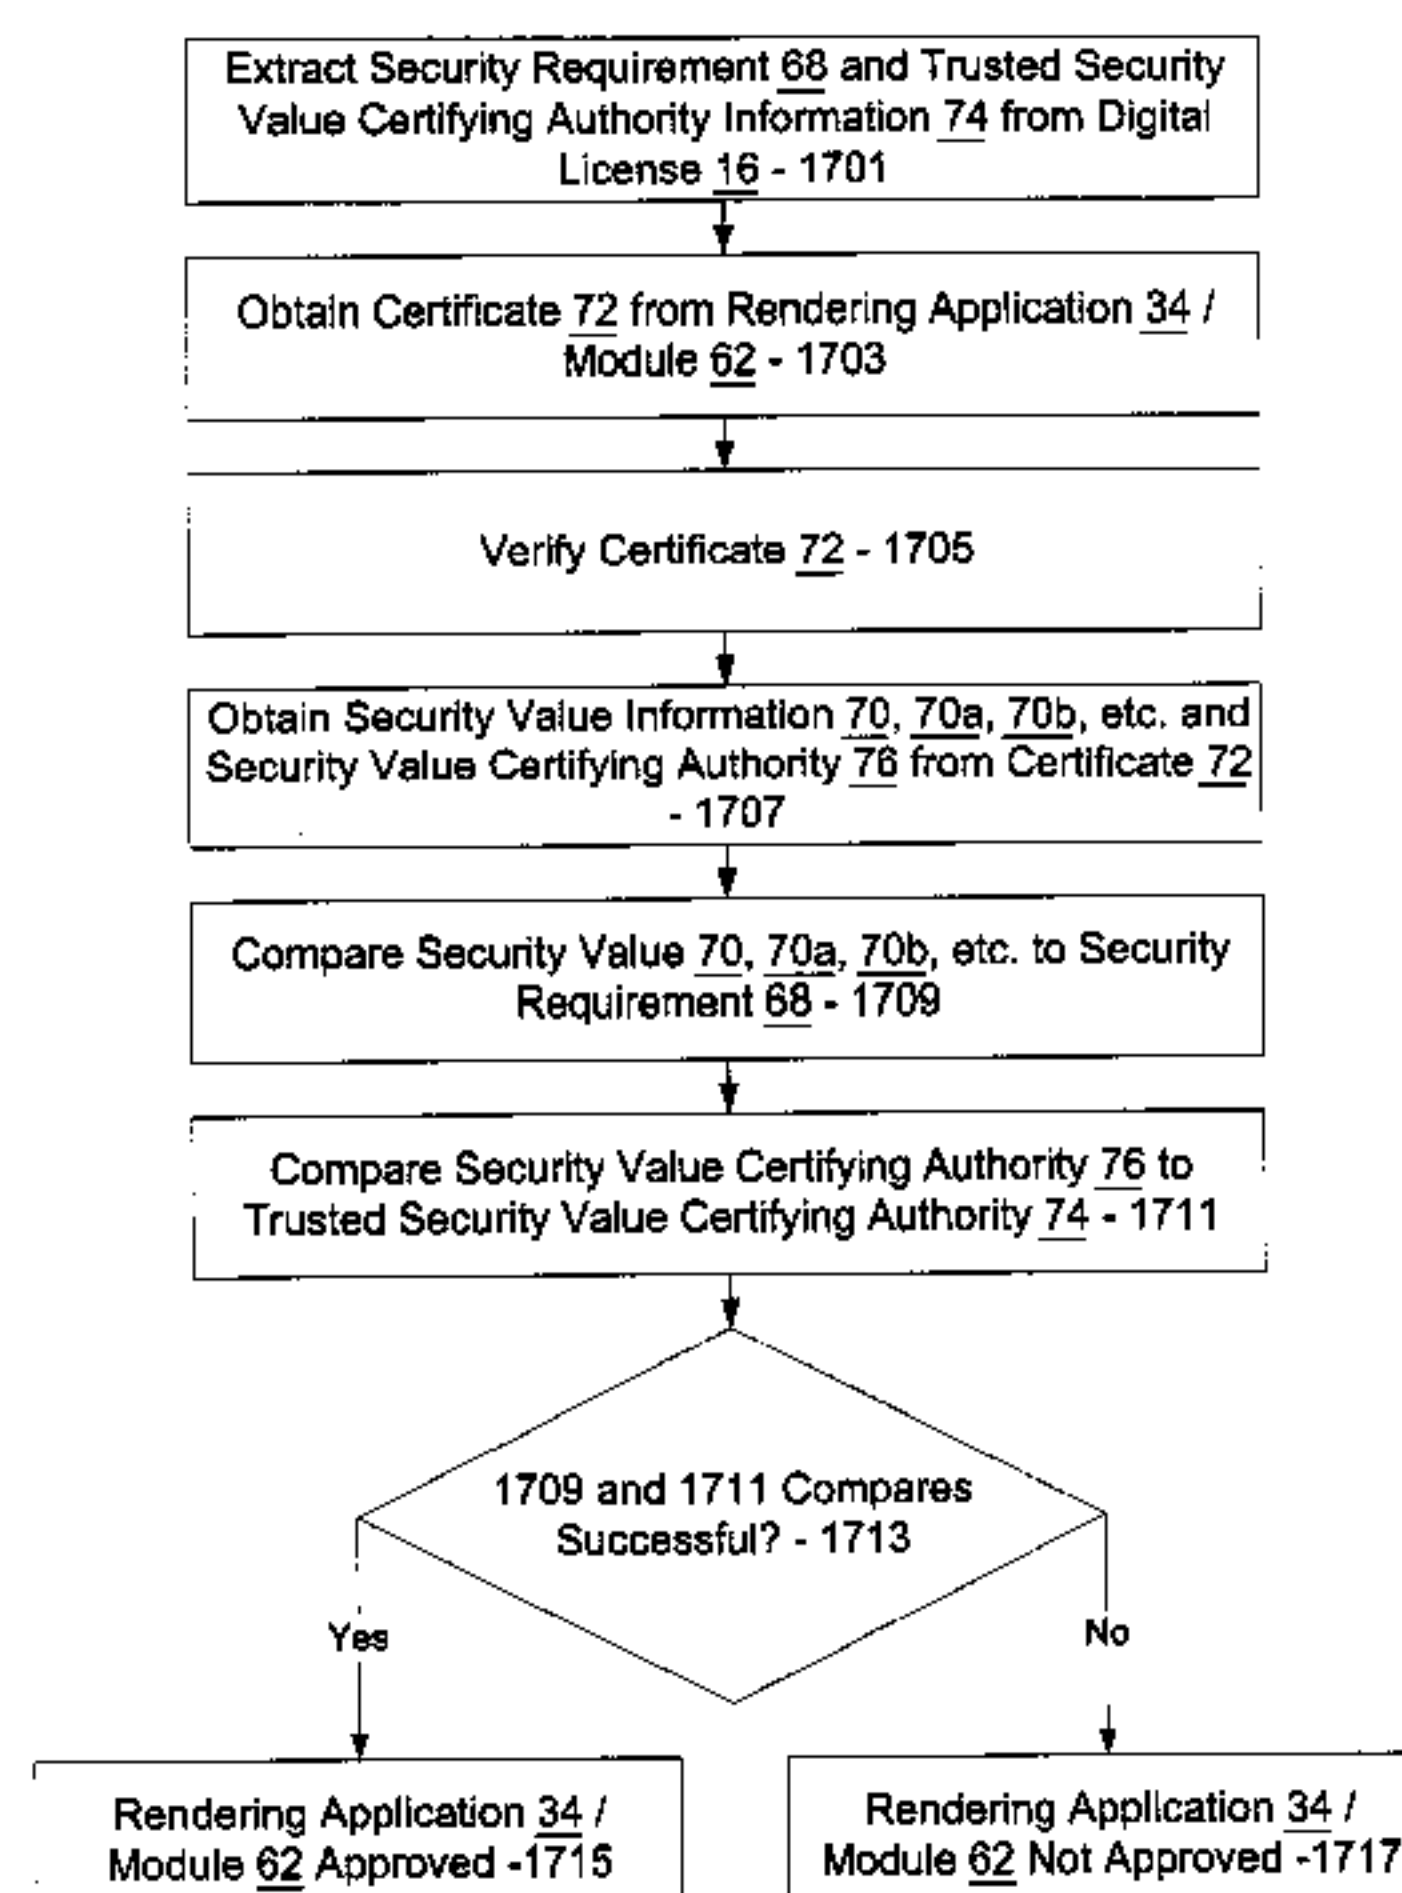 Extract Security Requirement 68 and Trusted Security
Value Certifying Authority Information 74 from Digital
License 16 - 1701
Obtain Certificate 72 from Rendering Application 34 /
Module 62 - 1703
Verify Certificate 72 - 1705
Obtain Security Value Information 70, 70a, 70b, etc. and
Security Value Certifying Authority 76 from Certificate 72
- 1707
Compare Security Value 70, 70a, 70b, etc. to Security
Requirement 68 - 1709
Compare Security Value Certifying Authority 76 to
Trusted Security Value Certifying Authority 74 - 1711
1709 and 1711 Compares
Successful? - 1713
Yes
No
Rendering Application 34 /
Module 62 Approved -1715
Rendering Application 34 /
Module 62 Not Approved -1717